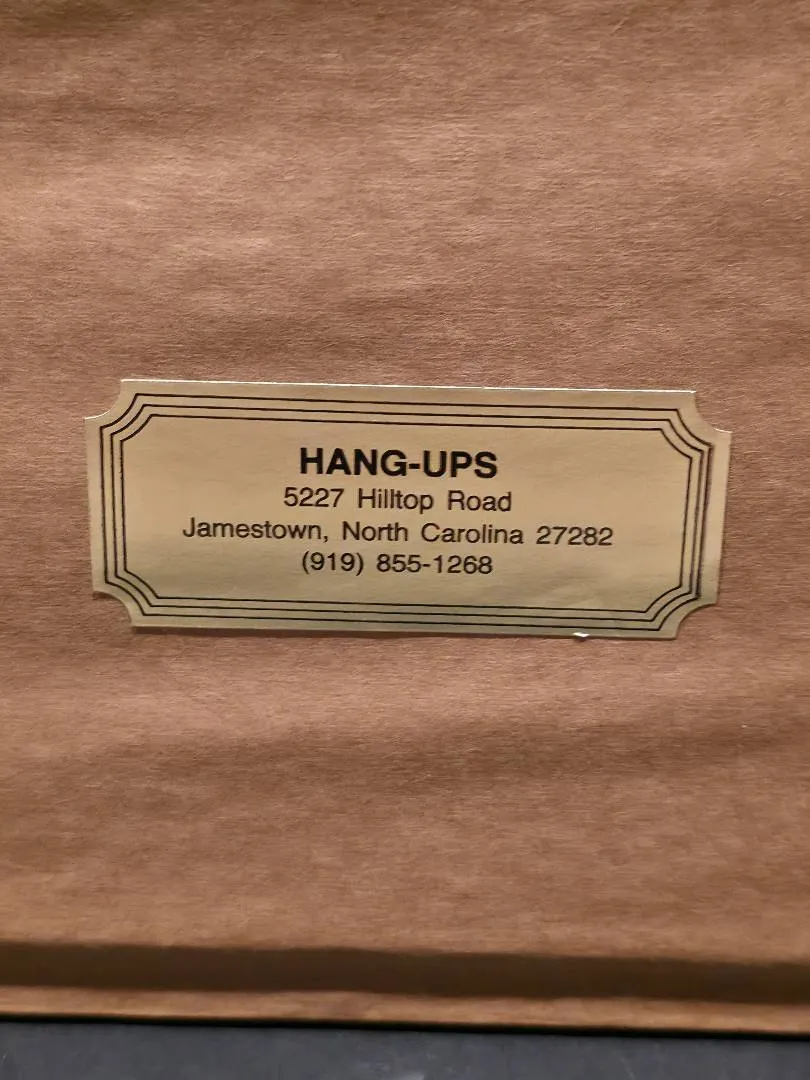 HANG-UPS
5227 Hilltop Road
Jamestown, North Carolina 27282
(919) 855-1268